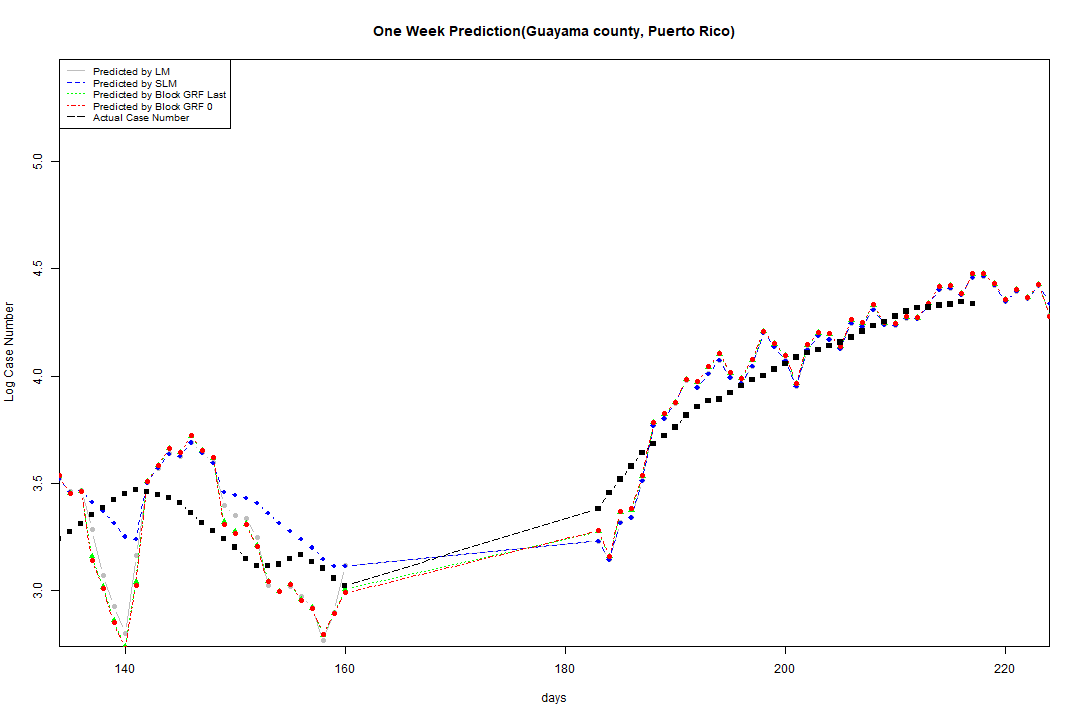 One Week Prediction(Guayama county, Puerto Rico)
Predicted by LM
Predicted by SLM
Predicted by Block GRF Last
Predicted by Block GRF 0
Actual Case Number
5.0
4.5
4.0
3.5
3.0
Log Case Number
140 160 180 200 220
days